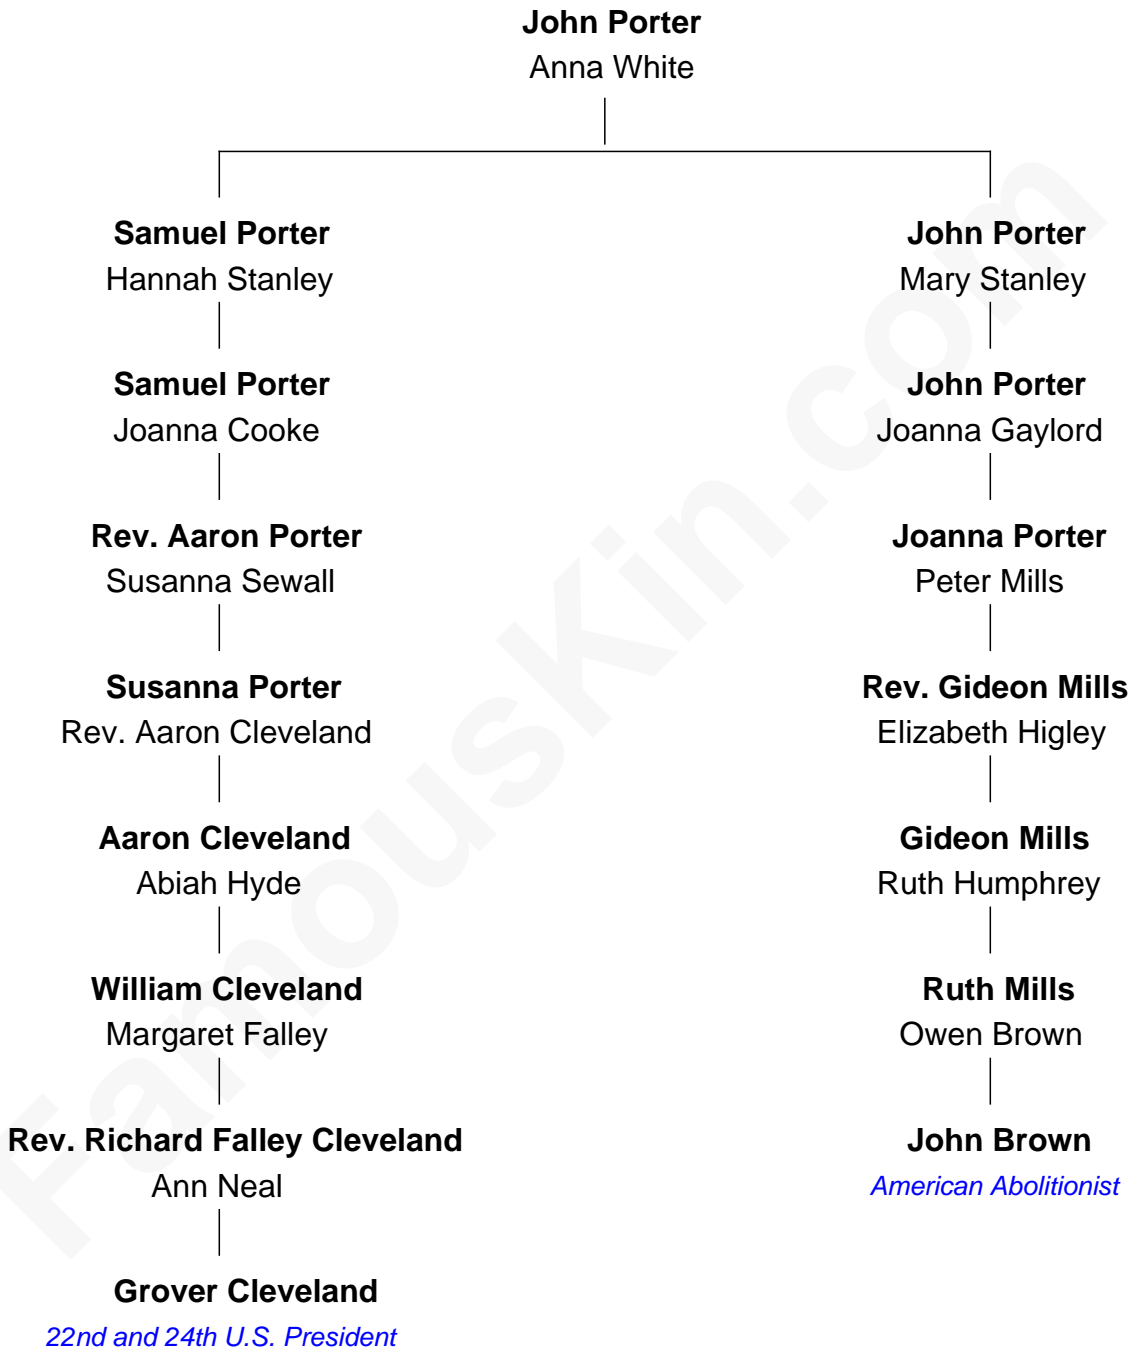 John Porter
Anna White
Samuel Porter
Hannah Stanley
John Porter
Mary Stanley
Samuel Porter
Joanna Cooke
John Porter
Joanna Gaylord
Rev. Aaron Porter
Susanna Sewall
Joanna Porter
Peter Mills
Susanna Porter
Rev. Aaron Cleveland
Rev. Gideon Mills
Elizabeth Higley
Aaron Cleveland
Abiah Hyde
Gideon Mills
Ruth Humphrey
William Cleveland
Margaret Falley
Ruth Mills
Owen Brown
Rev. Richard Falley Cleveland
Ann Neal
John Brown
American Abolitionist
Grover Cleveland
22nd and 24th U.S. President
FamousKin.com